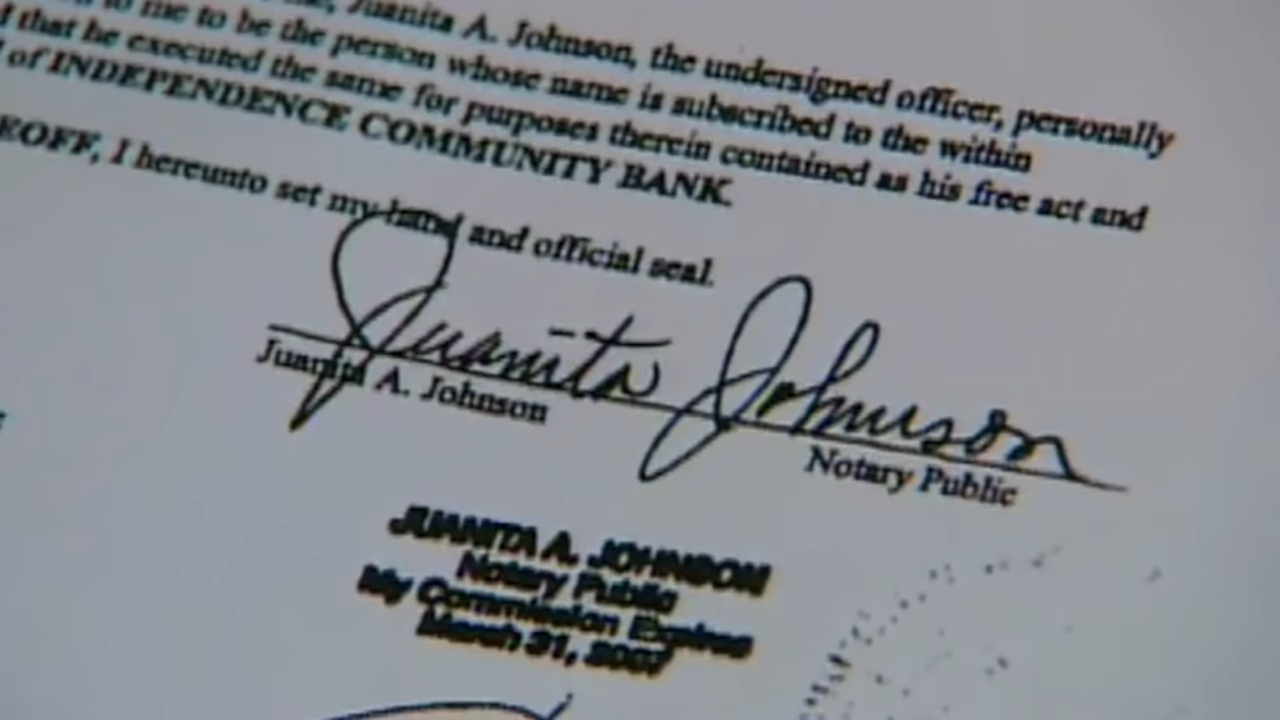 Juanita A. Johnson, the undersigned officer, personally
to me to be the person whose name is subscribed to the within
that he executed the same for purposes therein contained as his free act and
of INDEPENDENCE COMMUNITY BANK.
EOFF, I hereunto set my hand and official seal.
Juanita Johnson
Juanita A. Johnson
Notary Public
JUANITA A. JOHNSON
Notary Public
My Commission Expires
March 31, 2007